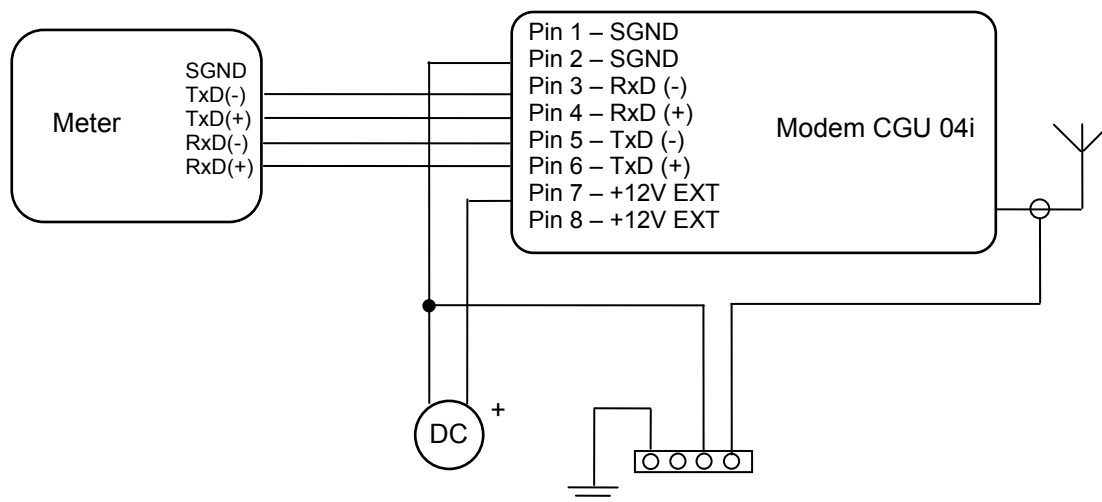 Meter
SGND
TxD(-)
TxD(+)
RxD(-)
RxD(+)
Pin 1 – SGND
Pin 2 – SGND
Pin 3 – RxD (-)
Pin 4 – RxD (+)
Pin 5 – TxD (-)
Pin 6 – TxD (+)
Pin 7 – +12V EXT
Pin 8 – +12V EXT
Modem CGU 04i
DC
+